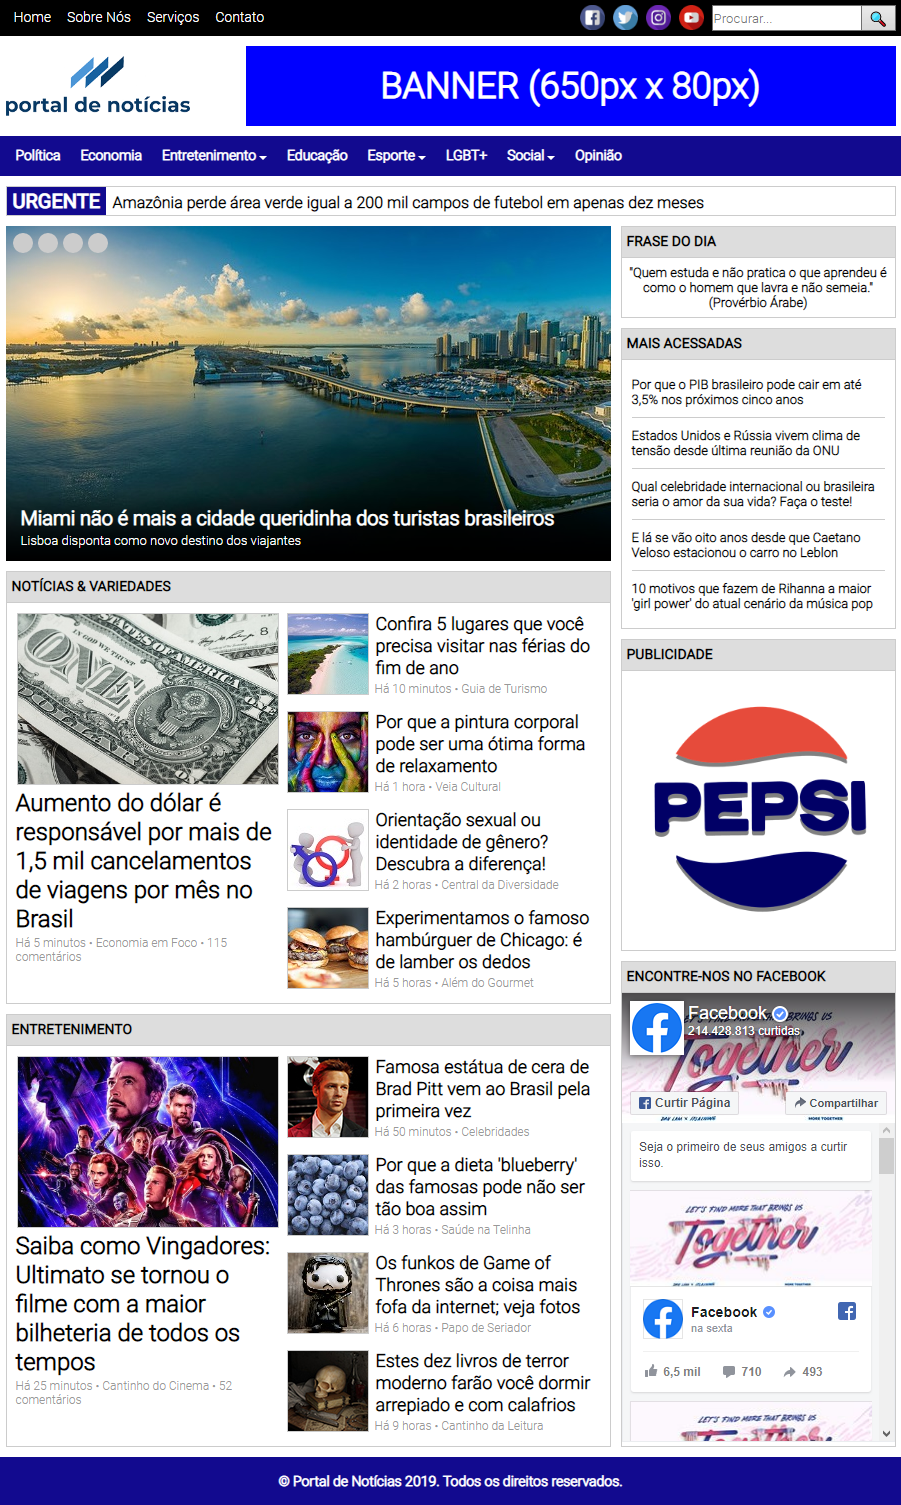 Home Sobre Nós Serviços Contato
Procurar...
portal de notícias
BANNER (650px x 80px)
Política Economia Entretenimento Educação Esporte LGBT+ Social Opinião
URGENTE Amazônia perde área verde igual a 200 mil campos de futebol em apenas dez meses
Miami não é mais a cidade queridinha dos turistas brasileiros
Lisboa disponta como novo destino dos viajantes
NOTÍCIAS & VARIEDADES
ONE
Aumento do dólar é
responsável por mais de
1,5 mil cancelamentos
de viagens por mês no
Brasil
Há 5 minutos • Economia em Foco • 115
comentários
Confira 5 lugares que você
precisa visitar nas férias do
fim de ano
Há 10 minutos • Guia de Turismo
Por que a pintura corporal
pode ser uma ótima forma
de relaxamento
Há 1 hora • Veia Cultural
Orientação sexual ou
identidade de gênero?
Descubra a diferença!
Há 2 horas • Central da Diversidade
Experimentamos o famoso
hambúrguer de Chicago: é
de lamber os dedos
Há 5 horas • Além do Gourmet
ENTRETENIMENTO
Saiba como Vingadores:
Ultimato se tornou o
filme com a maior
bilheteria de todos os
tempos
Há 25 minutos • Cantinho do Cinema • 52
comentários
Famosa estátua de cera de
Brad Pitt vem ao Brasil pela
primeira vez
Há 50 minutos • Celebridades
Por que a dieta 'blueberry'
das famosas pode não ser
tão boa assim
Há 3 horas • Saúde na Telinha
Os funkos de Game of
Thrones são a coisa mais
fofa da internet; veja fotos
Há 6 horas • Papo de Seriador
Estes dez livros de terror
moderno farão você dormir
arrepiado e com calafrios
Há 9 horas • Cantinho da Leitura
FRASE DO DIA
"Quem estuda e não pratica o que aprendeu é
como o homem que lavra e não semeia."
(Provérbio Árabe)
MAIS ACESSADAS
Por que o PIB brasileiro pode cair em até
3,5% nos próximos cinco anos
Estados Unidos e Rússia vivem clima de
tensão desde última reunião da ONU
Qual celebridade internacional ou brasileira
seria o amor da sua vida? Faça o teste!
E lá se vão oito anos desde que Caetano
Veloso estacionou o carro no Leblon
10 motivos que fazem de Rihanna a maior
'girl power' do atual cenário da música pop
PUBLICIDADE
PEPSI
ENCONTRE-NOS NO FACEBOOK
Facebook
214.428.813 curtidas
Together
Curtir Página Compartilhar
MORE TOGETHER
Seja o primeiro de seus amigos a curtir
isso.
LET'S FIND MORE THAT BRINGS US
Together
MORE TOGETHER
Facebook
na sexta
6,5 mil 710 493
LET'S FIND MORE THAT BRINGS US
© Portal de Notícias 2019. Todos os direitos reservados.